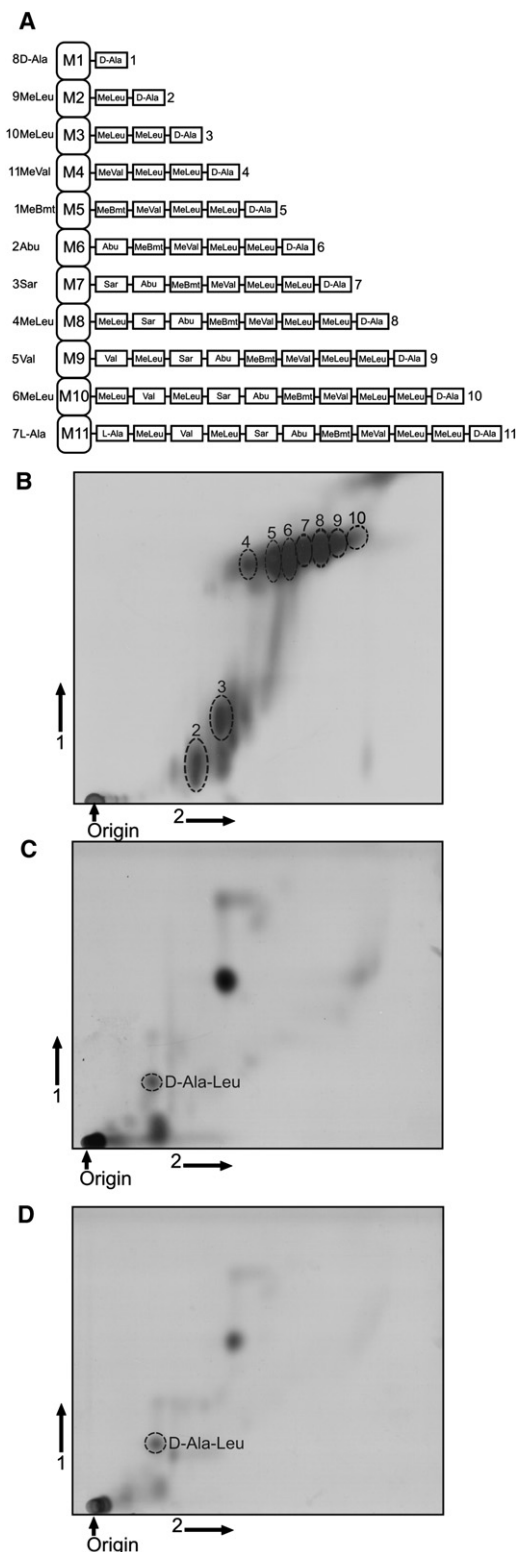 A
8D-Ala M1 D-Ala 1
9MeLeu M2 MeLeu D-Ala 2
10MeLeu M3 MeLeu MeLeu D-Ala 3
11MeVal M4 MeVal MeLeu MeLeu D-Ala 4
1MeBmt M5 MeBmt MeVal MeLeu MeLeu D-Ala 5
2Abu M6 Abu MeBmt MeVal MeLeu MeLeu D-Ala 6
3Sar M7 Sar Abu MeBmt MeVal MeLeu MeLeu D-Ala 7
4MeLeu M8 MeLeu Sar Abu MeBmt MeVal MeLeu MeLeu D-Ala 8
5Val M9 Val MeLeu Sar Abu MeBmt MeVal MeLeu MeLeu D-Ala 9
6MeLeu M10 MeLeu Val MeLeu Sar Abu MeBmt MeVal MeLeu MeLeu D-Ala 10
7L-Ala M11 L-Ala MeLeu Val MeLeu Sar Abu MeBmt MeVal MeLeu MeLeu D-Ala 11
B
4 5 6 7 8 9 10
3
2
1
2
Origin
C
D-Ala-Leu
1
2
Origin
D
D-Ala-Leu
1
2
Origin